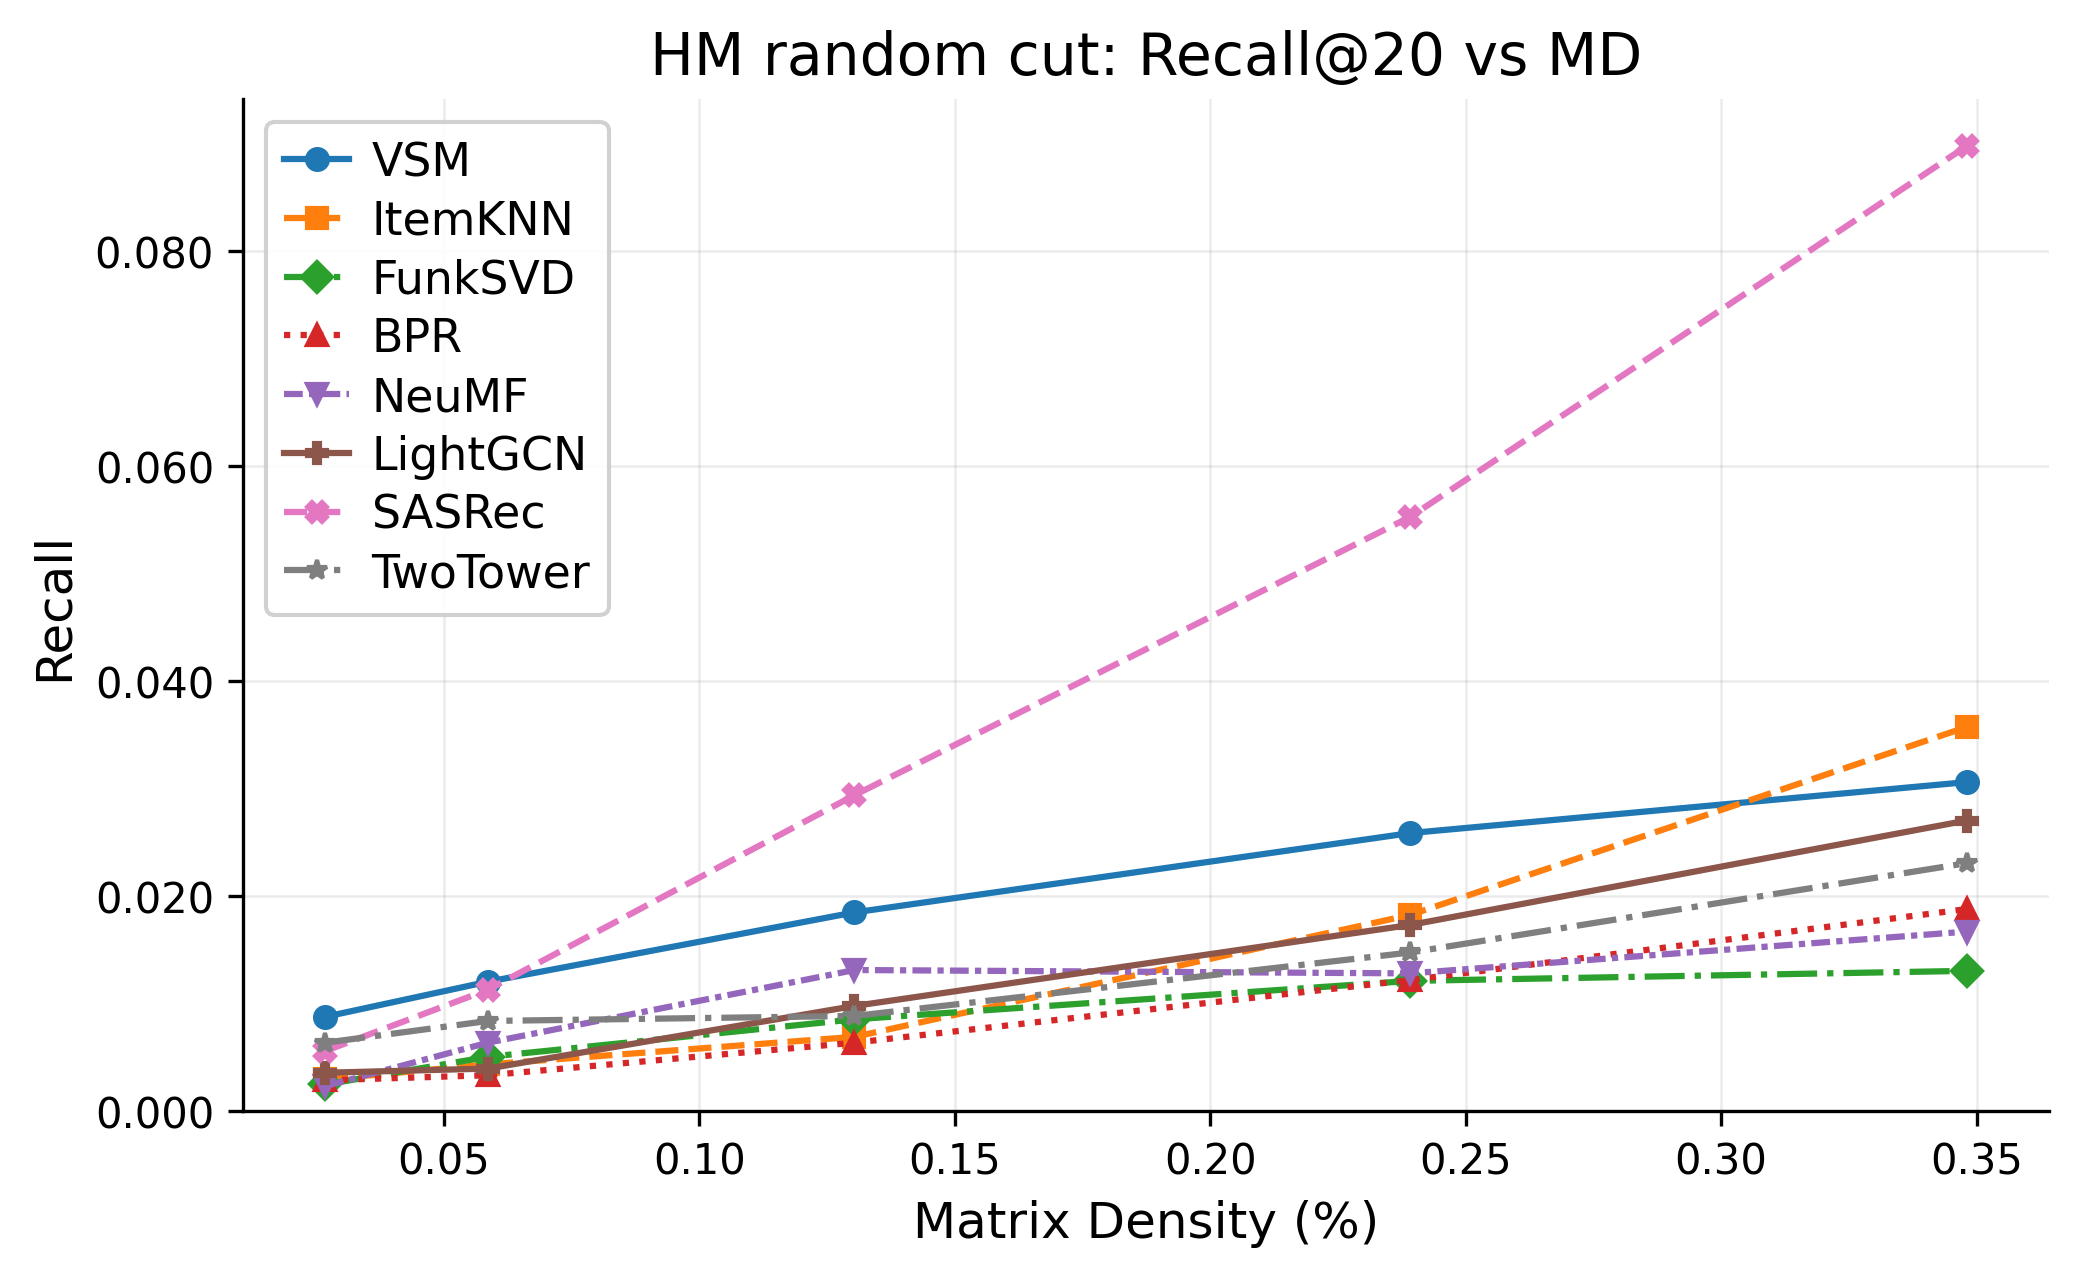 HM random cut: Recall@20 vs MD
VSM
ItemKNN
FunkSVD
BPR
NeuMF
LightGCN
SASRec
TwoTower
Recall
0.080
0.060
0.040
0.020
0.000
0.05 0.10 0.15 0.20 0.25 0.30 0.35
Matrix Density (%)